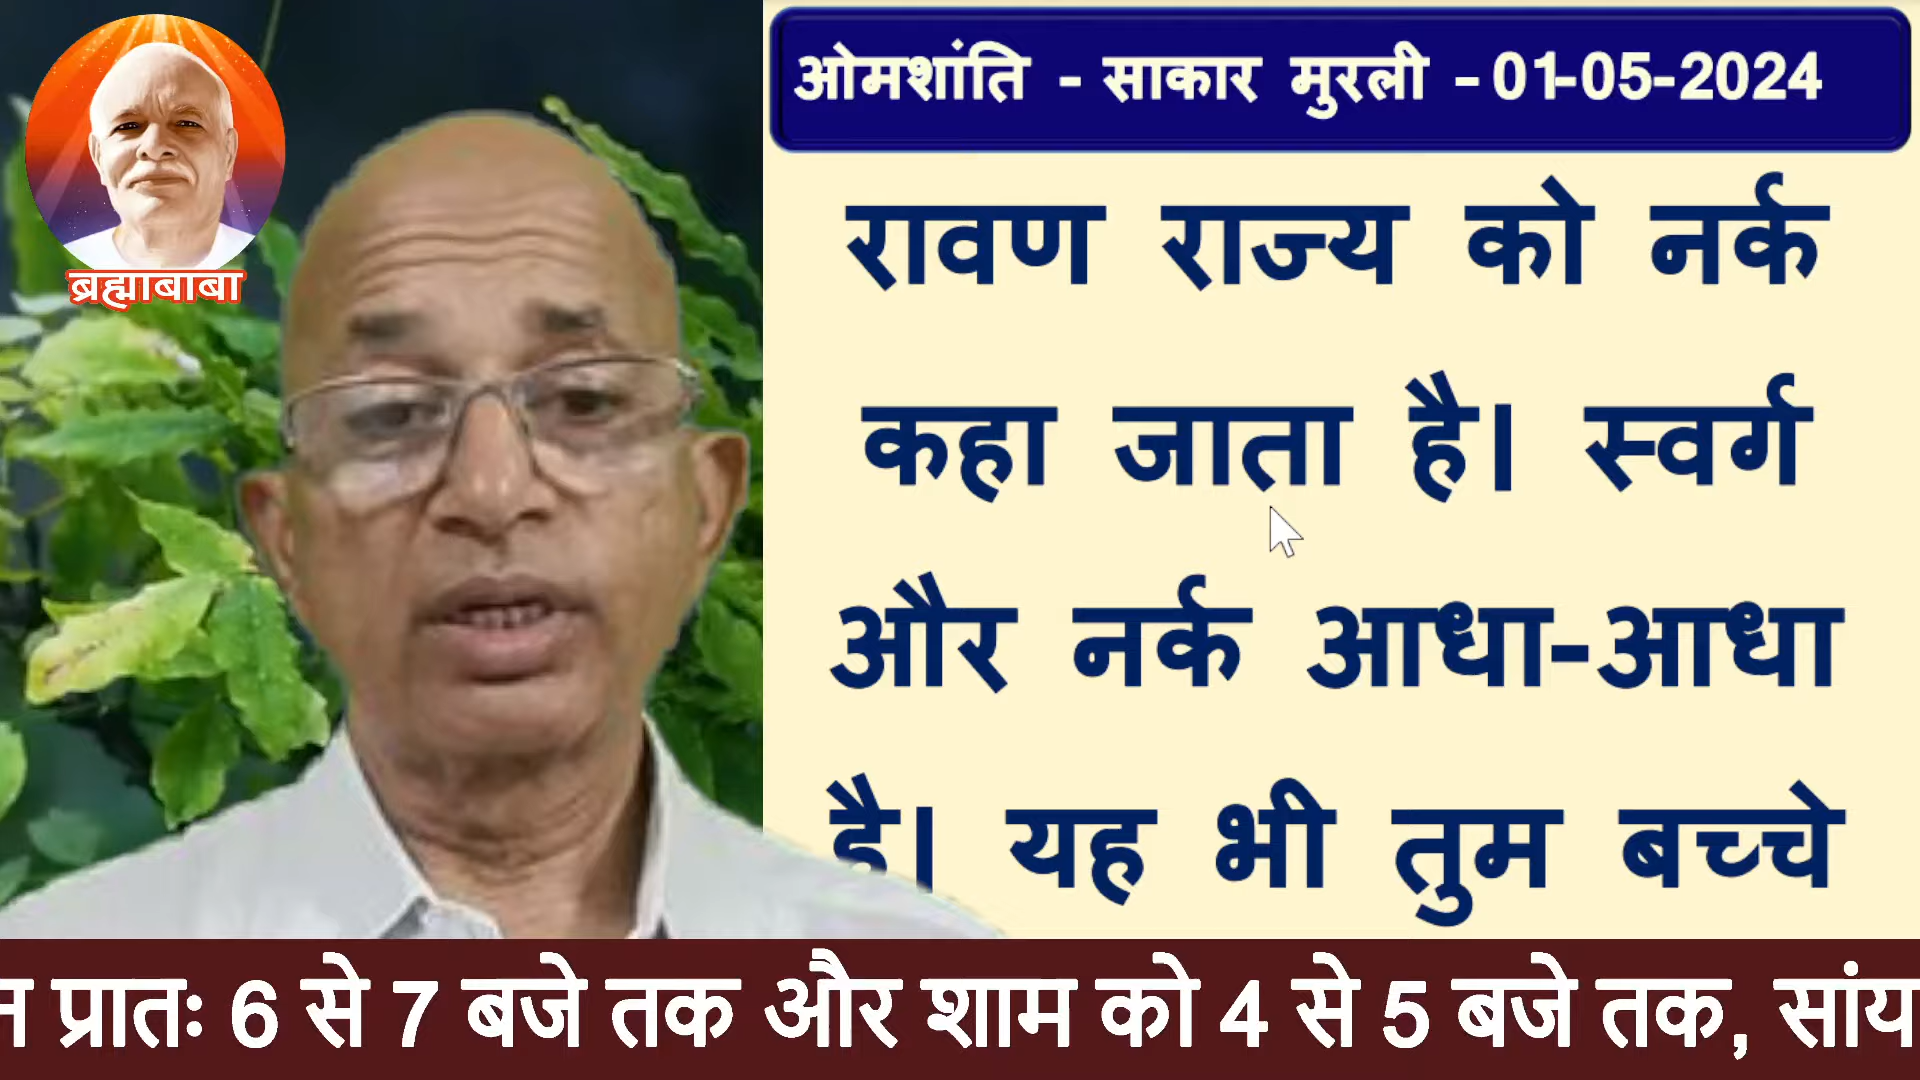 ओमशांति - साकार मुरली - 01-05-2024
ब्रह्माबाबा
रावण राज्य को नर्क
कहा जाता है। स्वर्ग
और नर्क आधा-आधा
है। यह भी तुम बच्चे
प्रातः 6 से 7 बजे तक और शाम को 4 से 5 बजे तक, सांय